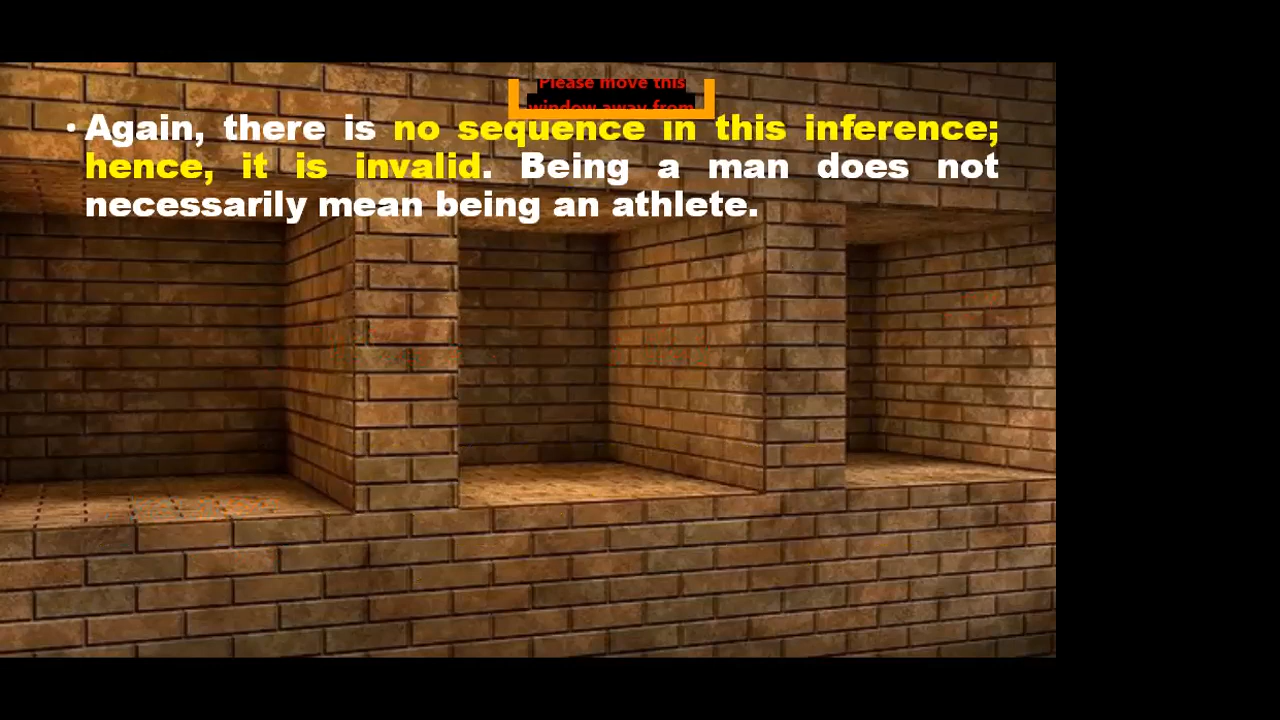 Please move this
window away from
• Again, there is no sequence in this inference;
hence, it is invalid. Being a man does not
necessarily mean being an athlete.